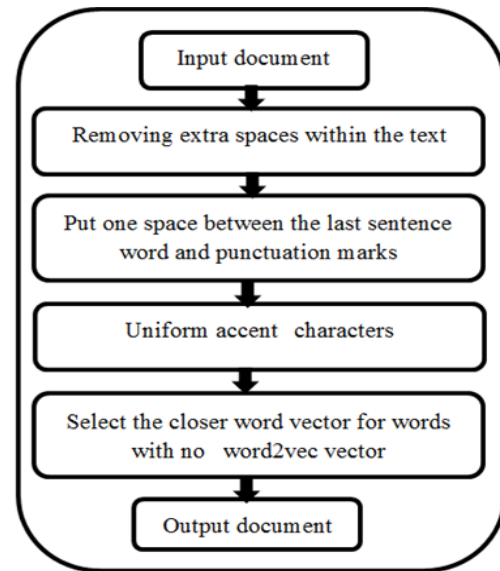 Input document
Removing extra spaces within the text
Put one space between the last sentence
word and punctuation marks
Uniform accent characters
Select the closer word vector for words
with no word2vec vector
Output document